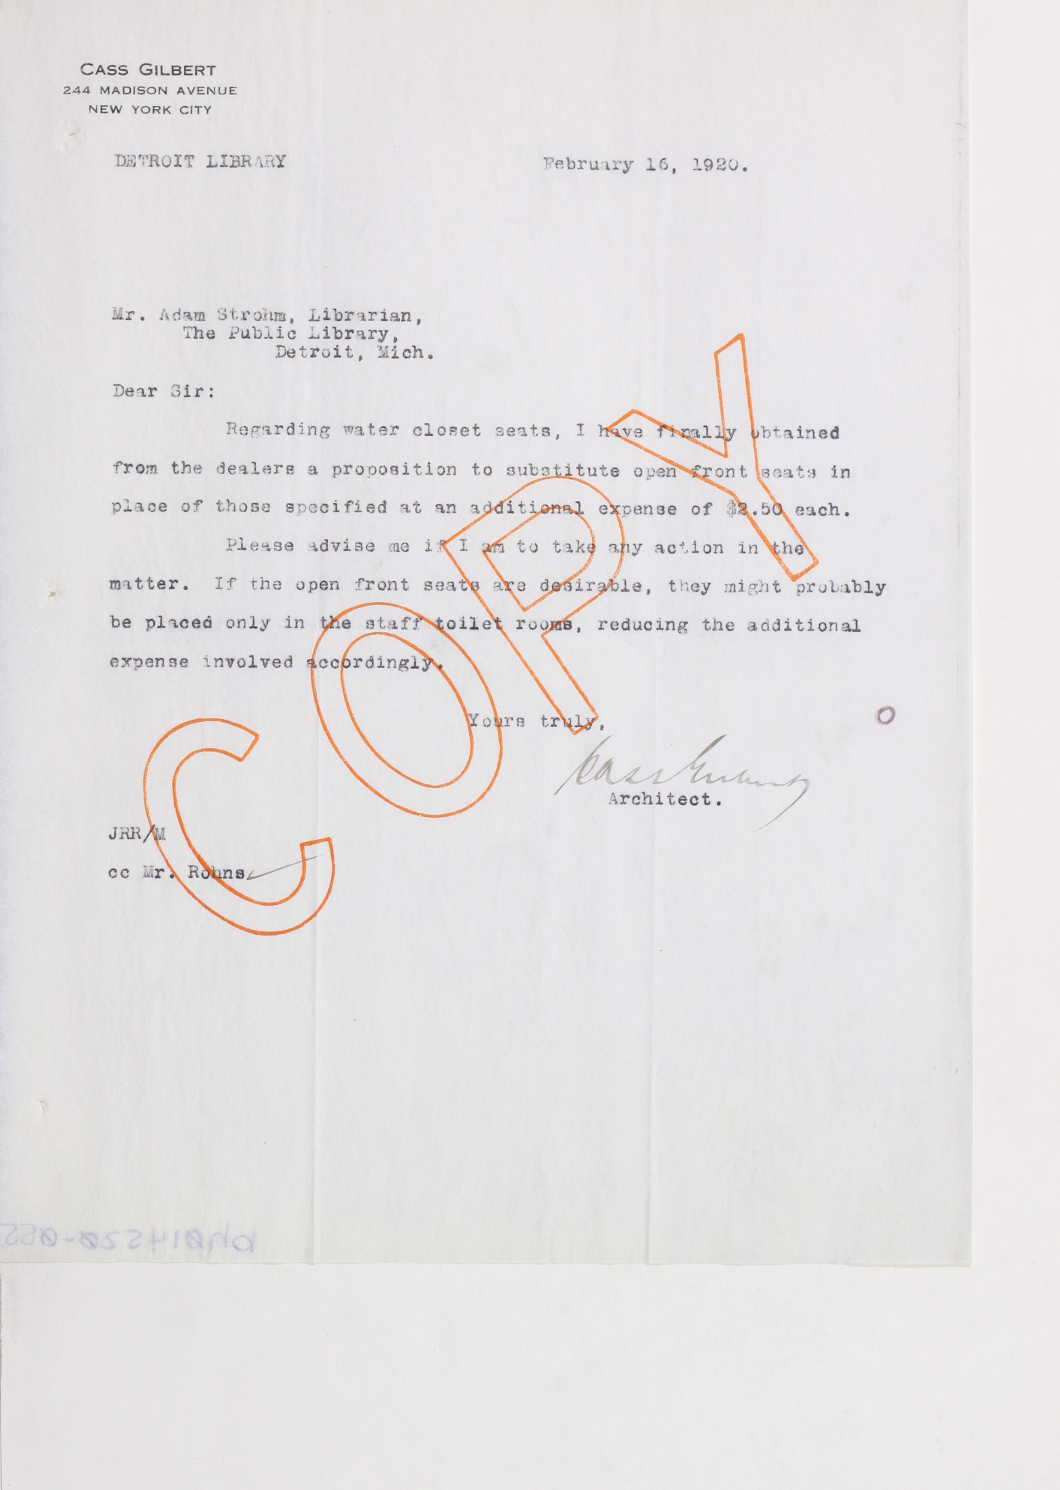 CASS GILBERT
244 MADISON AVENUE
NEW YORK CITY
DETROIT LIBRARY February 16, 1920.
Mr. Adam Strohm, Librarian,
The Public Library,
Detroit, Mich.
Dear Sir:
Regarding water closet seats, I have finally obtained
from the dealers a proposition to substitute open front seats in
place of those specified at an additional expense of $2.50 each.
Please advise me if I am to take any action in the
matter. If the open front seats are desirable, they might probably
be placed only in the staff toilet rooms, reducing the additional
expense involved accordingly.
Yours truly,
Cass Gilbert
Architect.
JRR/M
cc Mr. Rohns
COPY